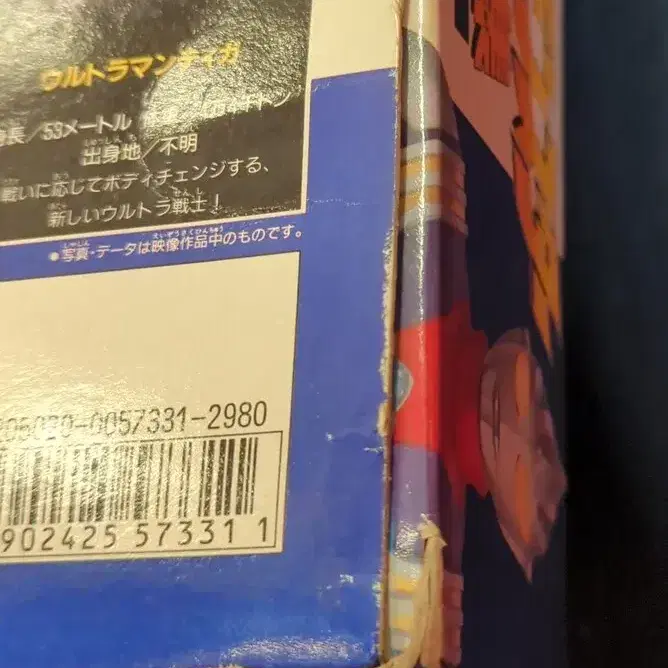 ウルトラマンティガ
長／53メートル
出身地／不明
戦いに応じてボディチェンジする、
新しいウルトラ戦士！
●写真・データは映像作品中のものです。
0057331-2980
902425 57331 1